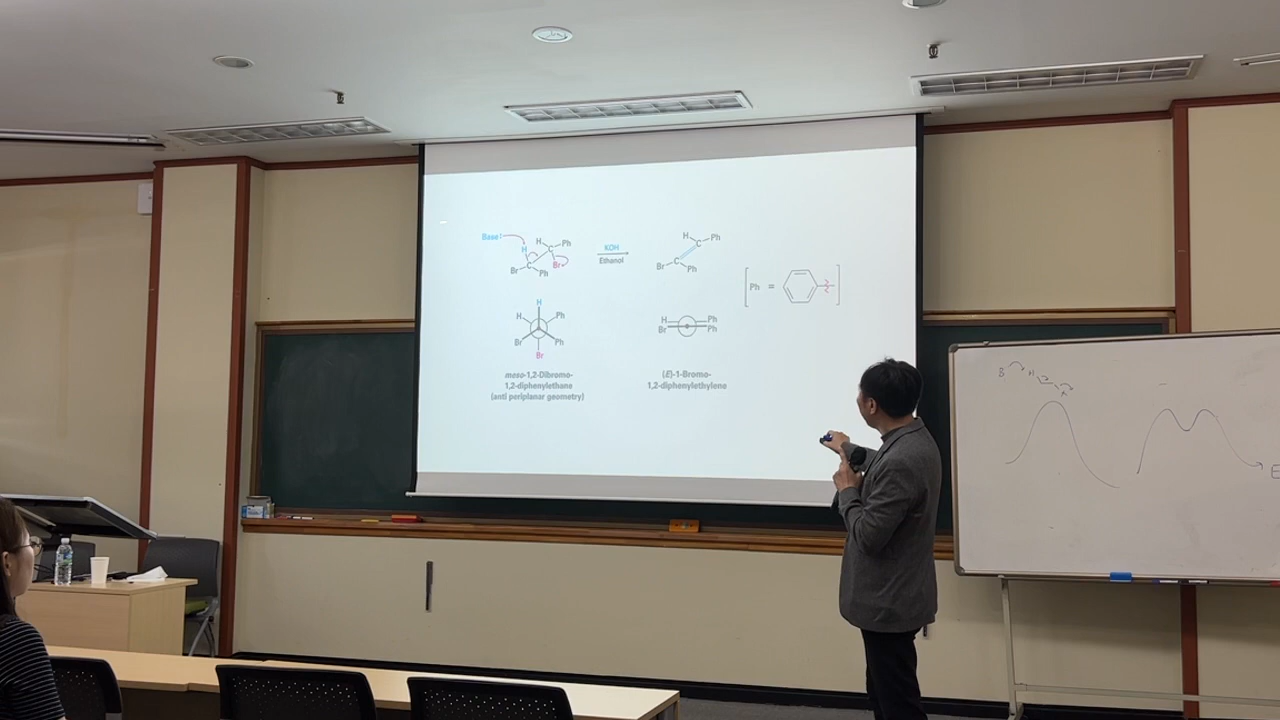 Base:
H
H
Ph
C
C
Br
Ph
Br
KOH
Ethanol
H
Ph
C
C
Br
Ph
Ph =
H
H
Ph
Br
Ph
Br
H
Ph
Br
Ph
meso-1,2-Dibromo-
1,2-diphenylethane
(anti periplanar geometry)
(E)-1-Bromo-
1,2-diphenylethylene
B
H
E